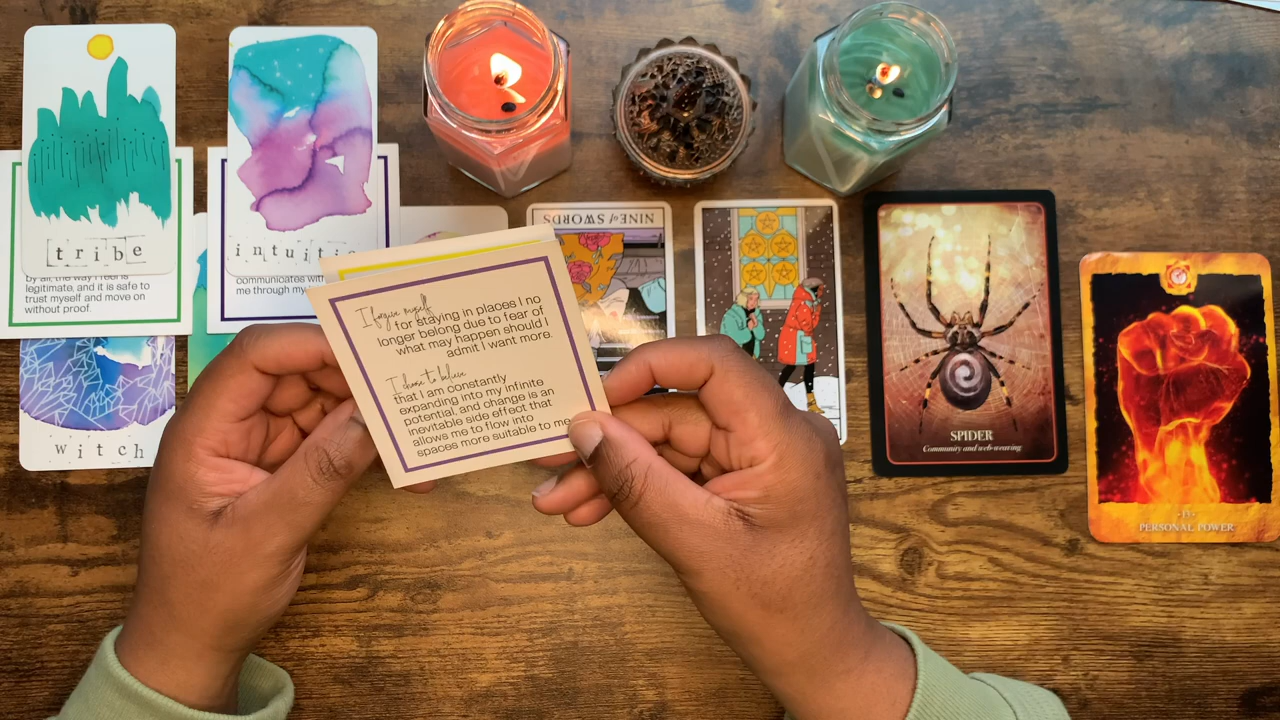 tribe
by all, the way I feel is
legitimate, and it is safe to
trust myself and move on
without proof.
witch
intuitio
communicates wit
me through my
I forgive myself
for staying in places I no
longer belong due to fear of
what may happen should I
admit I want more.
I choose to believe
that I am constantly
expanding into my infinite
potential, and change is an
inevitable side effect that
allows me to flow into
spaces more suitable to me
NINE of SWORDS
SPIDER
Community and web-weaving
IV
PERSONAL POWER